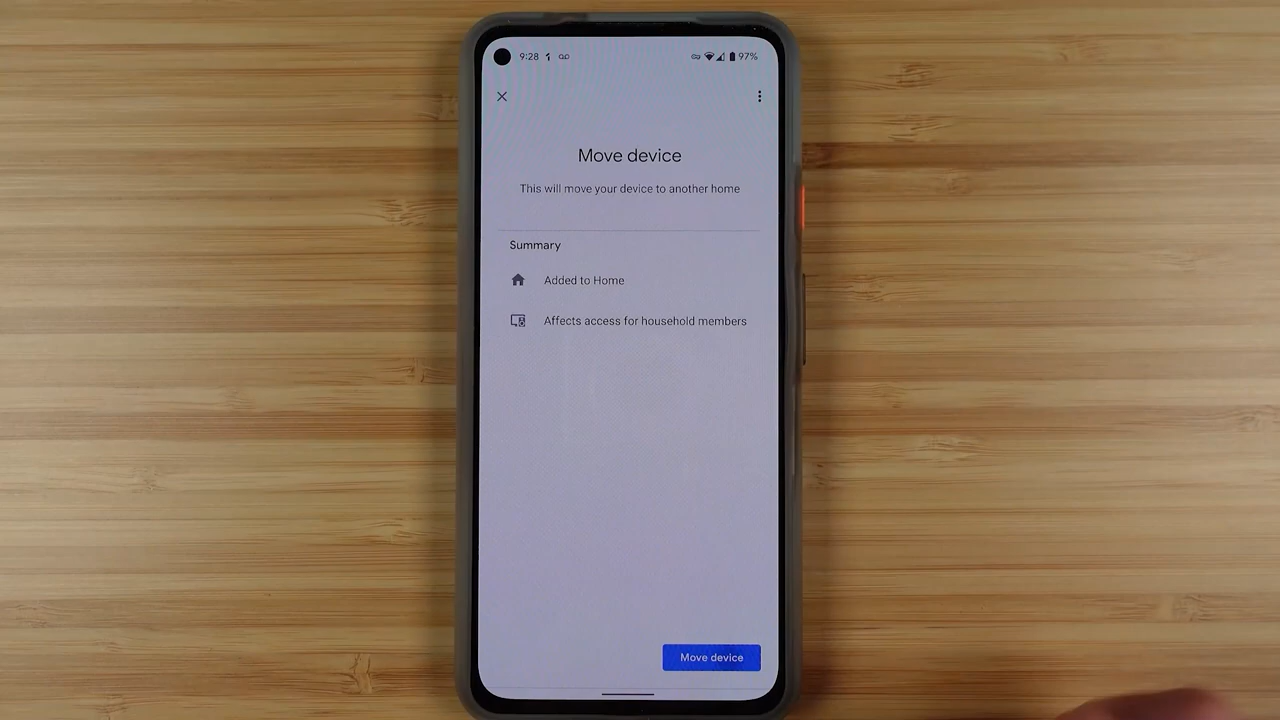 9:28
97%
Move device
This will move your device to another home
Summary
Added to Home
Affects access for household members
Move device